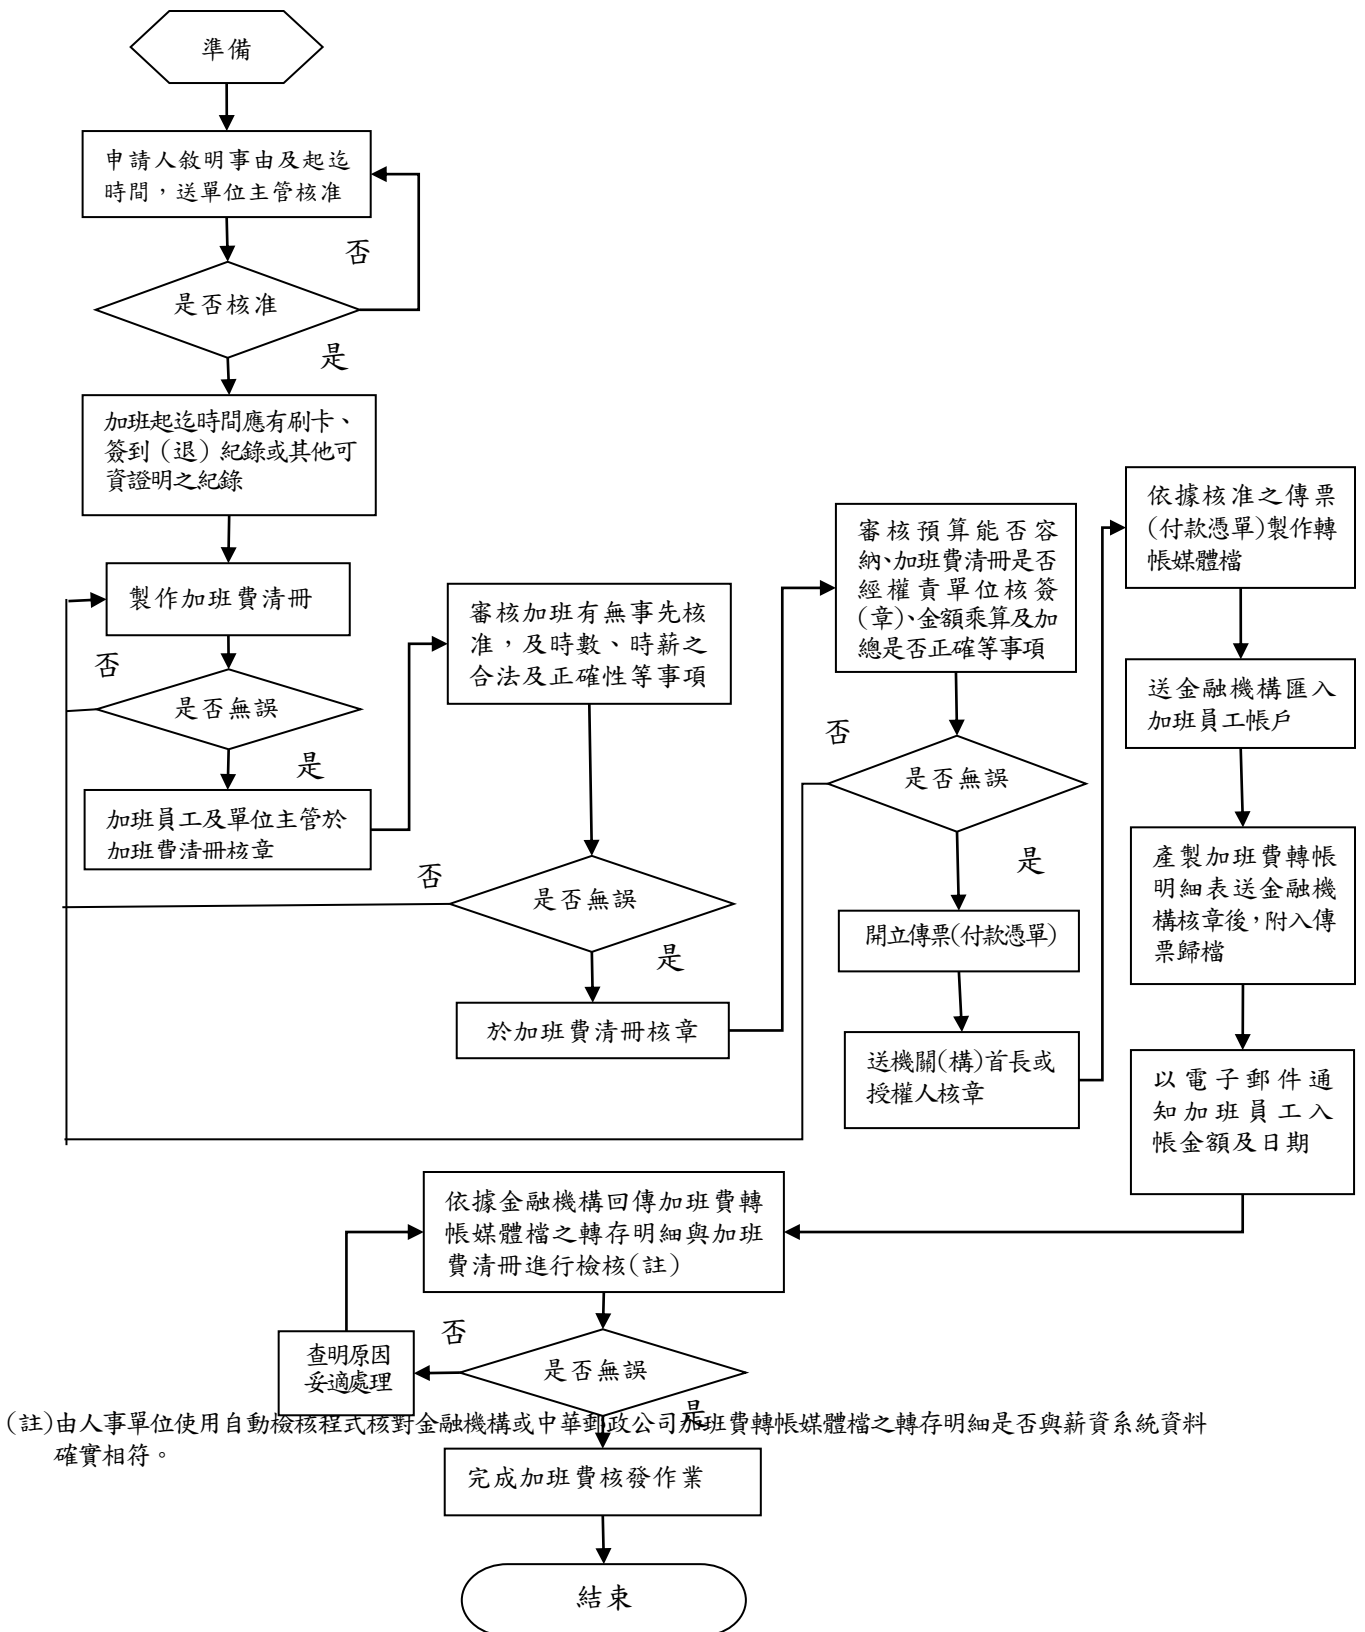 準備
申請人敘明事由及起迄
時間，送單位主管核准
否
是否核准
是
加班起迄時間應有刷卡、
簽到（退）紀錄或其他可
資證明之紀錄
製作加班費清冊
否
是否無誤
是
加班員工及單位主管於
加班費清冊核章
審核加班有無事先核
准，及時數、時薪之
合法及正確性等事項
否
是否無誤
是
於加班費清冊核章
審核預算能否容
納、加班費清冊是否
經權責單位核簽
(章)、金額乘算及加
總是否正確等事項
否
是否無誤
是
開立傳票(付款憑單)
送機關(構)首長或
授權人核章
依據核准之傳票
(付款憑單)製作轉
帳媒體檔
送金融機構匯入
加班員工帳戶
產製加班費轉帳
明細表送金融機
構核章後，附入傳
票歸檔
以電子郵件通
知加班員工入
帳金額及日期
依據金融機構回傳加班費轉
帳媒體檔之轉存明細與加班
費清冊進行檢核(註)
否
是否無誤
查明原因
妥適處理
是
(註)由人事單位使用自動檢核程式核對金融機構或中華郵政公司加班費轉帳媒體檔之轉存明細是否與薪資系統資料
確實相符。
完成加班費核發作業
結束